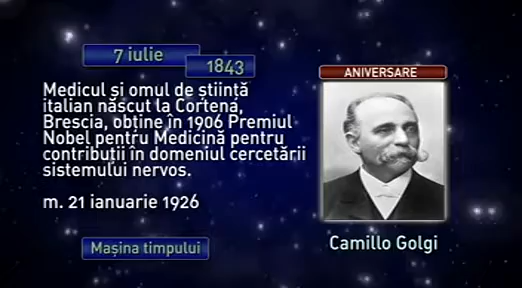 7 iulie
1843
ANIVERSARE
Medicul și omul de știință
italian născut la Cortena,
Brescia, obține în 1906 Premiul
Nobel pentru Medicină pentru
contribuții în domeniul cercetării
sistemului nervos.
m. 21 ianuarie 1926
Mașina timpului
Camillo Golgi